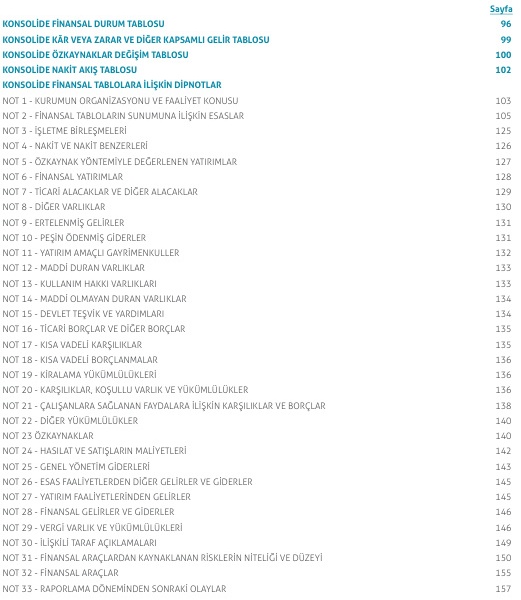 Sayfa
KONSOLİDE FİNANSAL DURUM TABLOSU 96
KONSOLİDE KÂR VEYA ZARAR VE DİĞER KAPSAMLI GELİR TABLOSU 99
KONSOLİDE ÖZKAYNAKLAR DEĞİŞİM TABLOSU 100
KONSOLİDE NAKİT AKIŞ TABLOSU 102
KONSOLİDE FİNANSAL TABLOLARA İLİŞKİN DİPNOTLAR
NOT 1 - KURUMUN ORGANİZASYONU VE FAALİYET KONUSU 103
NOT 2 - FİNANSAL TABLOLARIN SUNUMUNA İLİŞKİN ESASLAR 105
NOT 3 - İŞLETME BİRLEŞMELERİ 125
NOT 4 - NAKİT VE NAKİT BENZERLERİ 126
NOT 5 - ÖZKAYNAK YÖNTEMİYLE DEĞERLENEN YATIRIMLAR 127
NOT 6 - FİNANSAL YATIRIMLAR 128
NOT 7 - TİCARİ ALACAKLAR VE DİĞER ALACAKLAR 129
NOT 8 - DİĞER VARLIKLAR 130
NOT 9 - ERTELENMİŞ GELİRLER 131
NOT 10 - PEŞİN ÖDENMİŞ GİDERLER 131
NOT 11 - YATIRIM AMAÇLI GAYRİMENKULLER 132
NOT 12 - MADDİ DURAN VARLIKLAR 133
NOT 13 - KULLANIM HAKKI VARLIKLARI 133
NOT 14 - MADDİ OLMAYAN DURAN VARLIKLAR 134
NOT 15 - DEVLET TEŞVİK VE YARDIMLARI 134
NOT 16 - TİCARİ BORÇLAR VE DİĞER BORÇLAR 135
NOT 17 - KISA VADELİ KARŞILIKLAR 135
NOT 18 - KISA VADELİ BORÇLANMALAR 136
NOT 19 - KİRALAMA YÜKÜMLÜLÜKLERİ 136
NOT 20 - KARŞILIKLAR, KOŞULLU VARLIK VE YÜKÜMLÜLÜKLER 136
NOT 21 - ÇALIŞANLARA SAĞLANAN FAYDALARA İLİŞKİN KARŞILIKLAR VE BORÇLAR 138
NOT 22 - DİĞER YÜKÜMLÜLÜKLER 140
NOT 23 ÖZKAYNAKLAR 140
NOT 24 - HASILAT VE SATIŞLARIN MALİYETLERİ 142
NOT 25 - GENEL YÖNETİM GİDERLERİ 143
NOT 26 - ESAS FAALİYETLERDEN DİĞER GELİRLER VE GİDERLER 145
NOT 27 - YATIRIM FAALİYETLERİNDEN GELİRLER 145
NOT 28 - FİNANSAL GELİRLER VE GİDERLER 146
NOT 29 - VERGİ VARLIK VE YÜKÜMLÜLÜKLERİ 146
NOT 30 - İLİŞKİLİ TARAF AÇIKLAMALARI 149
NOT 31 - FİNANSAL ARAÇLARDAN KAYNAKLANAN RİSKLERİN NİTELİĞİ VE DÜZEYİ 150
NOT 32 - FİNANSAL ARAÇLAR 155
NOT 33 - RAPORLAMA DÖNEMİNDEN SONRAKİ OLAYLAR 157